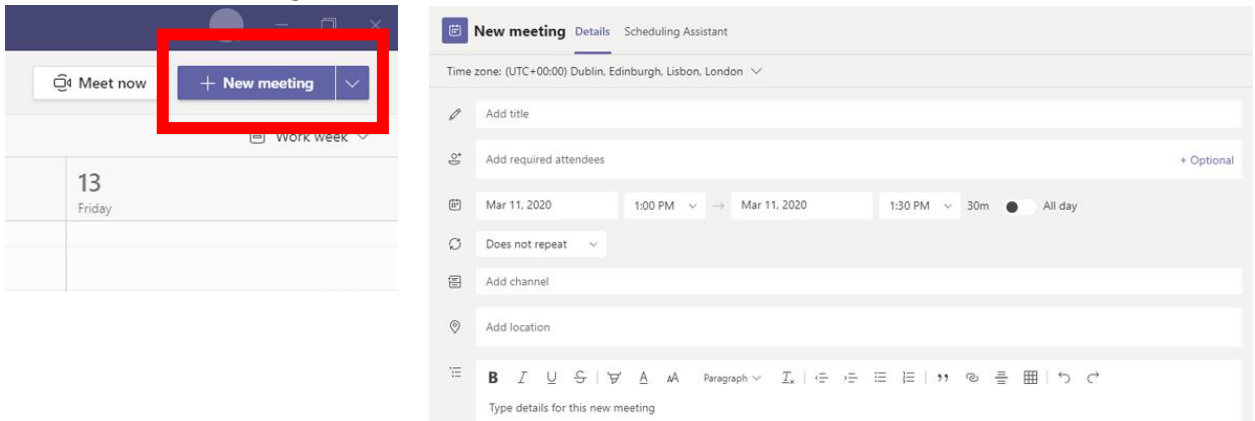 Meet now
+ New meeting
Work week
13
Friday
New meeting Details Scheduling Assistant
Time zone: (UTC+00:00) Dublin, Edinburgh, Lisbon, London
Add title
Add required attendees + Optional
Mar 11, 2020 1:00 PM → Mar 11, 2020 1:30 PM 30m All day
Does not repeat
Add channel
Add location
B I U S A AA Paragraph Ix
Type details for this new meeting